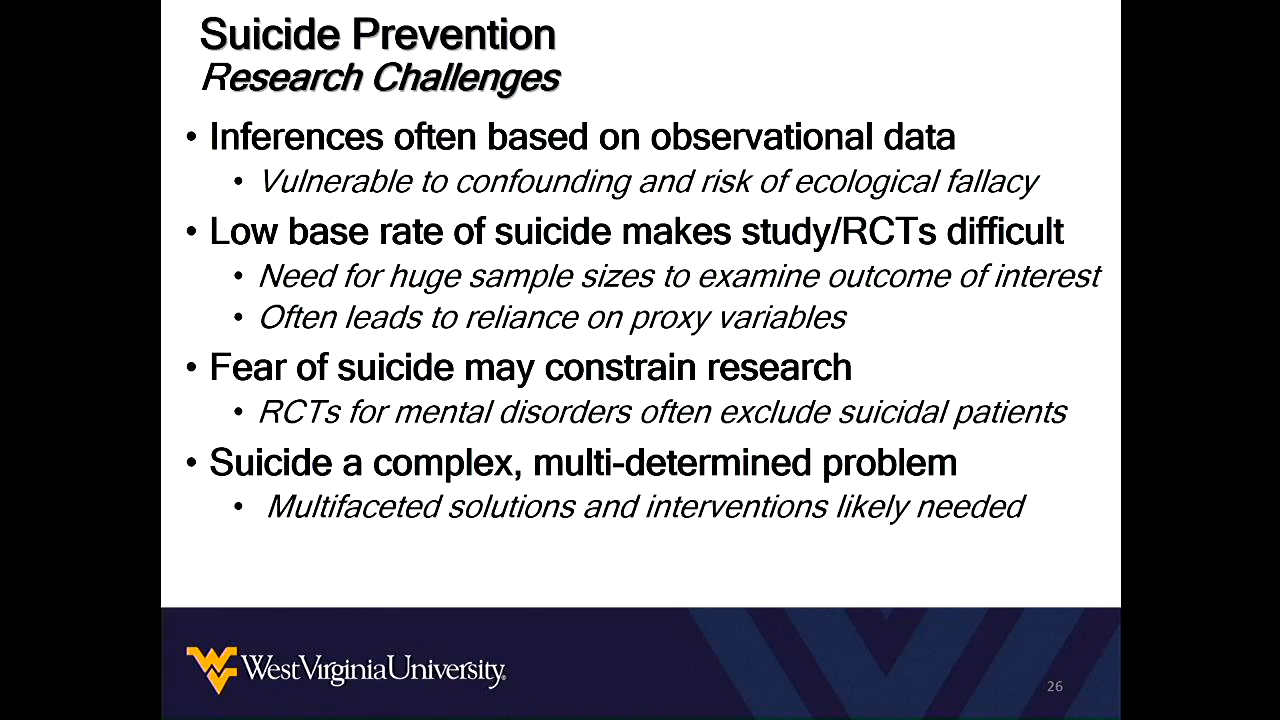 Suicide Prevention
Research Challenges
• Inferences often based on observational data
• Vulnerable to confounding and risk of ecological fallacy
• Low base rate of suicide makes study/RCTs difficult
• Need for huge sample sizes to examine outcome of interest
• Often leads to reliance on proxy variables
• Fear of suicide may constrain research
• RCTs for mental disorders often exclude suicidal patients
• Suicide a complex, multi-determined problem
• Multifaceted solutions and interventions likely needed
West Virginia University®
26